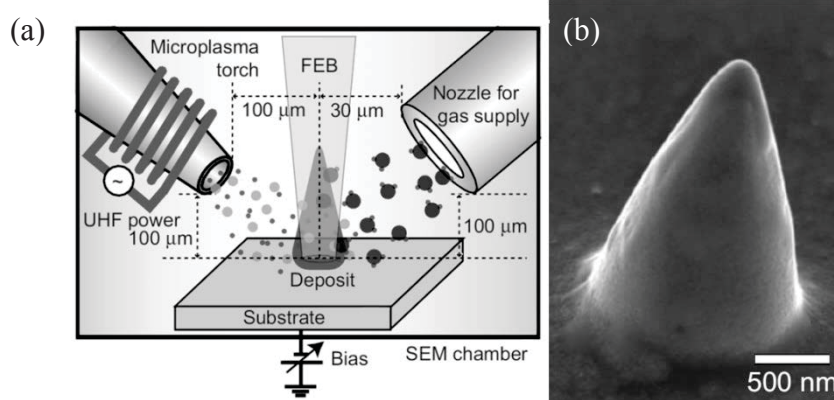 (a)
Microplasma
torch
FEB
100 μm
30 μm
Nozzle for
gas supply
~
UHF power
100 μm
100 μm
Deposit
Substrate
Bias
SEM chamber
(b)
500 nm